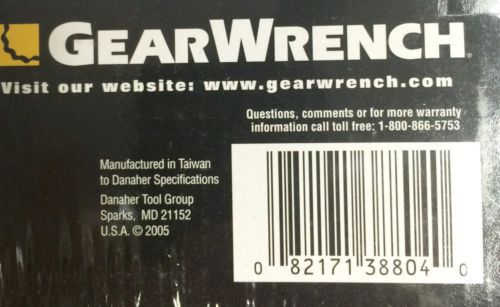 GEARWRENCH®
Visit our website: www.gearwrench.com
Questions, comments or for more warranty
information call toll free: 1-800-866-5753
Manufactured in Taiwan
to Danaher Specifications
Danaher Tool Group
Sparks, MD 21152
U.S.A. © 2005
0 82171 38804 0